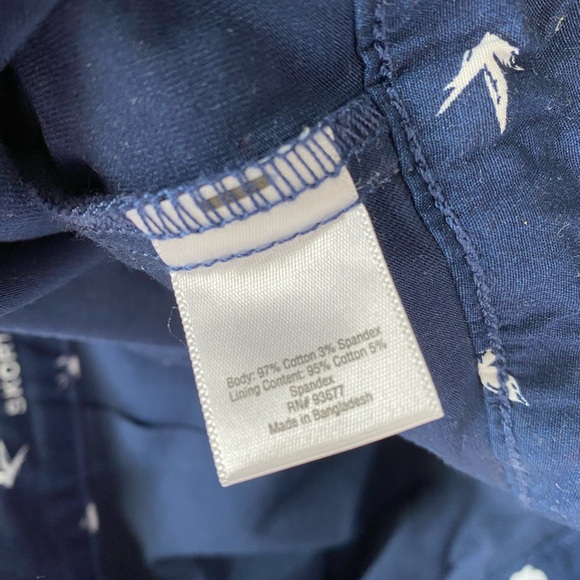 Body: 97% Cotton 3% Spandex
Lining Content: 95% Cotton 5%
Spandex
RN# 93677
Made in Bangladesh